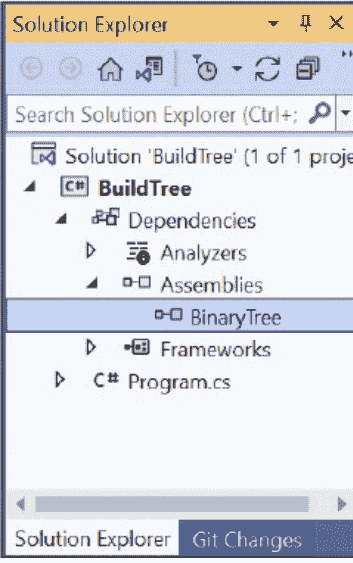 Solution Explorer
Search Solution Explorer (Ctrl+;
Solution 'BuildTree' (1 of 1 proje
C# BuildTree
Dependencies
Analyzers
Assemblies
BinaryTree
Frameworks
C# Program.cs
Solution Explorer Git Changes